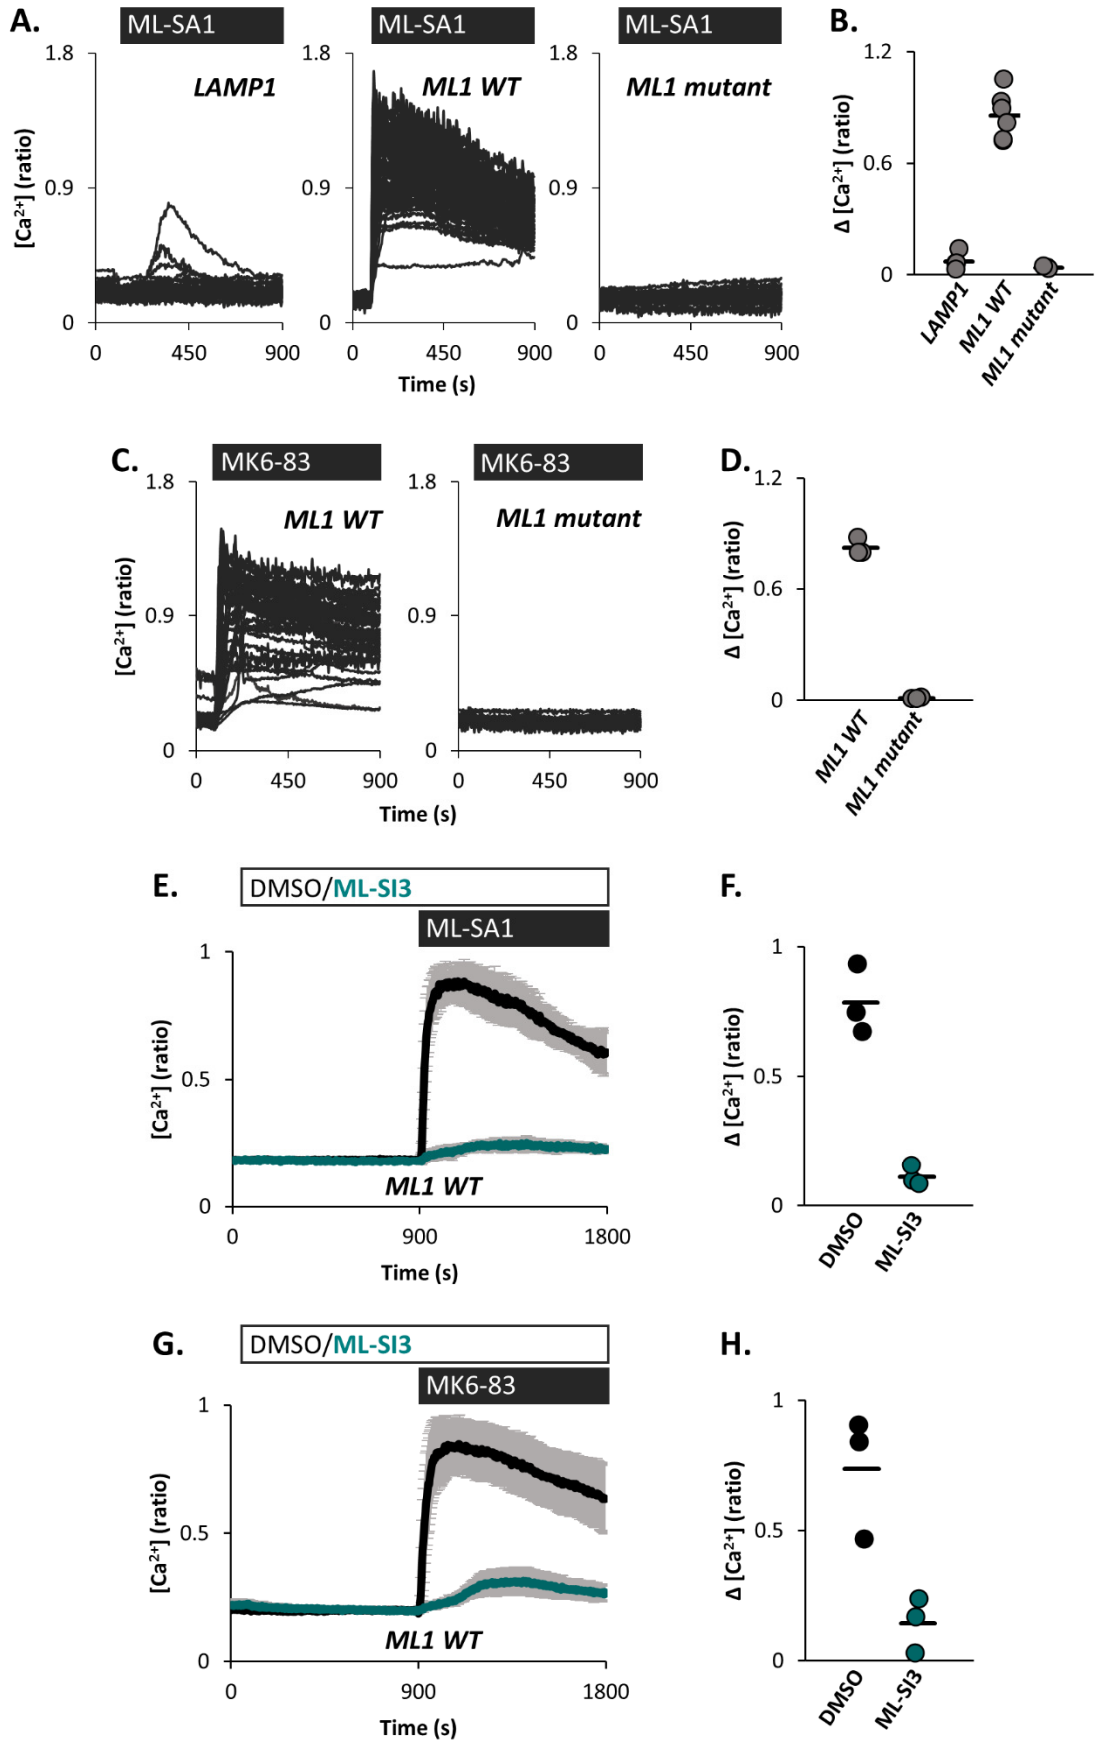 A.
ML-SA1
ML-SA1
ML-SA1
B.
1.8
1.8
1.8
1.2
LAMP1
ML1 WT
ML1 mutant
[Ca2+] (ratio)
0.9
0.9
0.9
Δ [Ca2+] (ratio)
0.6
0
0
0
0
0
450
900
0
450
900
0
450
900
Time (s)
LAMP1
ML1 WT
ML1 mutant
C.
MK6-83
MK6-83
D.
1.8
1.8
1.2
ML1 WT
ML1 mutant
[Ca2+] (ratio)
0.9
0.9
Δ [Ca2+] (ratio)
0.6
0
0
0
0
450
900
0
450
900
Time (s)
ML1 WT
ML1 mutant
E.
DMSO/ML-SI3
F.
ML-SA1
1
1
[Ca2+] (ratio)
0.5
Δ [Ca2+] (ratio)
0.5
ML1 WT
0
0
0
900
1800
Time (s)
DMSO
ML-SI3
G.
DMSO/ML-SI3
H.
MK6-83
1
1
[Ca2+] (ratio)
0.5
Δ [Ca2+] (ratio)
0.5
ML1 WT
0
0
0
900
1800
Time (s)
DMSO
ML-SI3